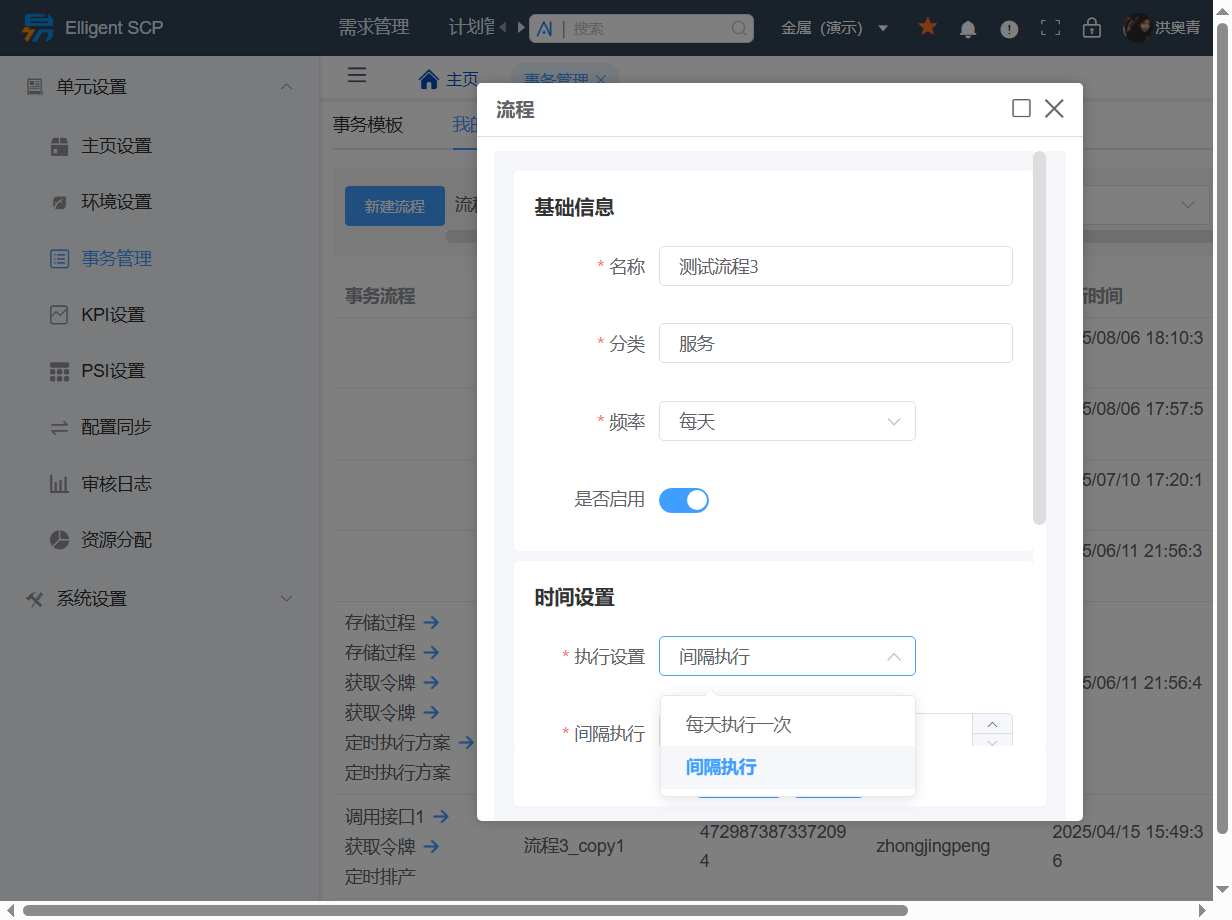 Elligent SCP
需求管理
计划管
AI | 搜索
金属（演示）
洪奥青
单元设置
主页设置
环境设置
事务管理
KPI设置
PSI设置
配置同步
审核日志
资源分配
系统设置
主页
事务管理
事务模板
我的
新建流程
流程
事务流程
新时间
5/08/06 18:10:3
5/08/06 17:57:5
5/07/10 17:20:1
5/06/11 21:56:3
存储过程
存储过程
获取令牌
获取令牌
定时执行方案
定时执行方案
5/06/11 21:56:4
调用接口1
获取令牌
定时排产
流程3_copy1
472987387337209
4
zhongjingpeng
2025/04/15 15:49:3
6
流程
基础信息
* 名称
测试流程3
* 分类
服务
* 频率
每天
是否启用
时间设置
* 执行设置
间隔执行
* 间隔执行
每天执行一次
间隔执行